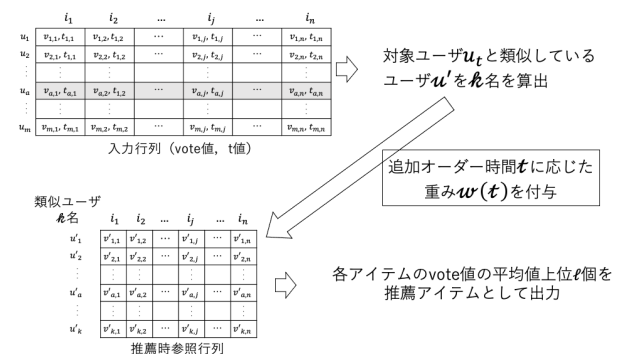 i₁ i₂ ... iⱼ iₙ
u₁ v₁,₁, t₁,₁ v₁,₂, t₁,₂ ⋯ v₁,ⱼ, t₁,ⱼ ⋯ v₁,ₙ, t₁,ₙ
u₂ v₂,₁, t₁,₁ v₂,₂, t₁,₂ ⋯ v₂,ⱼ, t₂,ⱼ ⋯ v₂,ₙ, t₂,ₙ
⋮ ⋮ ⋮ ⋮ ⋮
uₐ vₐ,₁, tₐ,₁ vₐ,₂, t₁,₂ ⋯ vₐ,ⱼ, tₐ,ⱼ ⋯ vₐ,ₙ, tₐ,ₙ
⋮ ⋮ ⋮ ⋮ ⋮
uₘ vₘ,₁, tₘ,₁ vₘ,₂, t₁,₂ ⋯ vₘ,ⱼ, tₘ,ⱼ ⋯ vₘ,ₙ, tₘ,ₙ
入力行列（vote値，t値）
対象ユーザuₜと類似している
ユーザu'をk名を算出
追加オーダー時間tに応じた
重みw(t)を付与
類似ユーザ
k名 i₁ i₂ ... iⱼ ... iₙ
u'₁ v'₁,₁ v'₁,₂ ⋯ v'₁,ⱼ ⋯ v'₁,ₙ
u'₂ v'₂,₁ v'₂,₂ ⋯ v'₂,ⱼ ⋯ v'₂,ₙ
⋮ ⋮ ⋮ ⋮ ⋮
u'ₐ v'ₐ,₁ v'ₐ,₂ ⋯ v'ₐ,ⱼ ⋯ v'ₐ,ₙ
⋮ ⋮ ⋮ ⋮ ⋮
u'ₖ v'ₖ,₁ v'ₖ,₂ ⋯ v'ₖ,ⱼ ⋯ v'ₖ,ₙ
推薦時参照行列
各アイテムのvote値の平均値上位ℓ個を
推薦アイテムとして出力